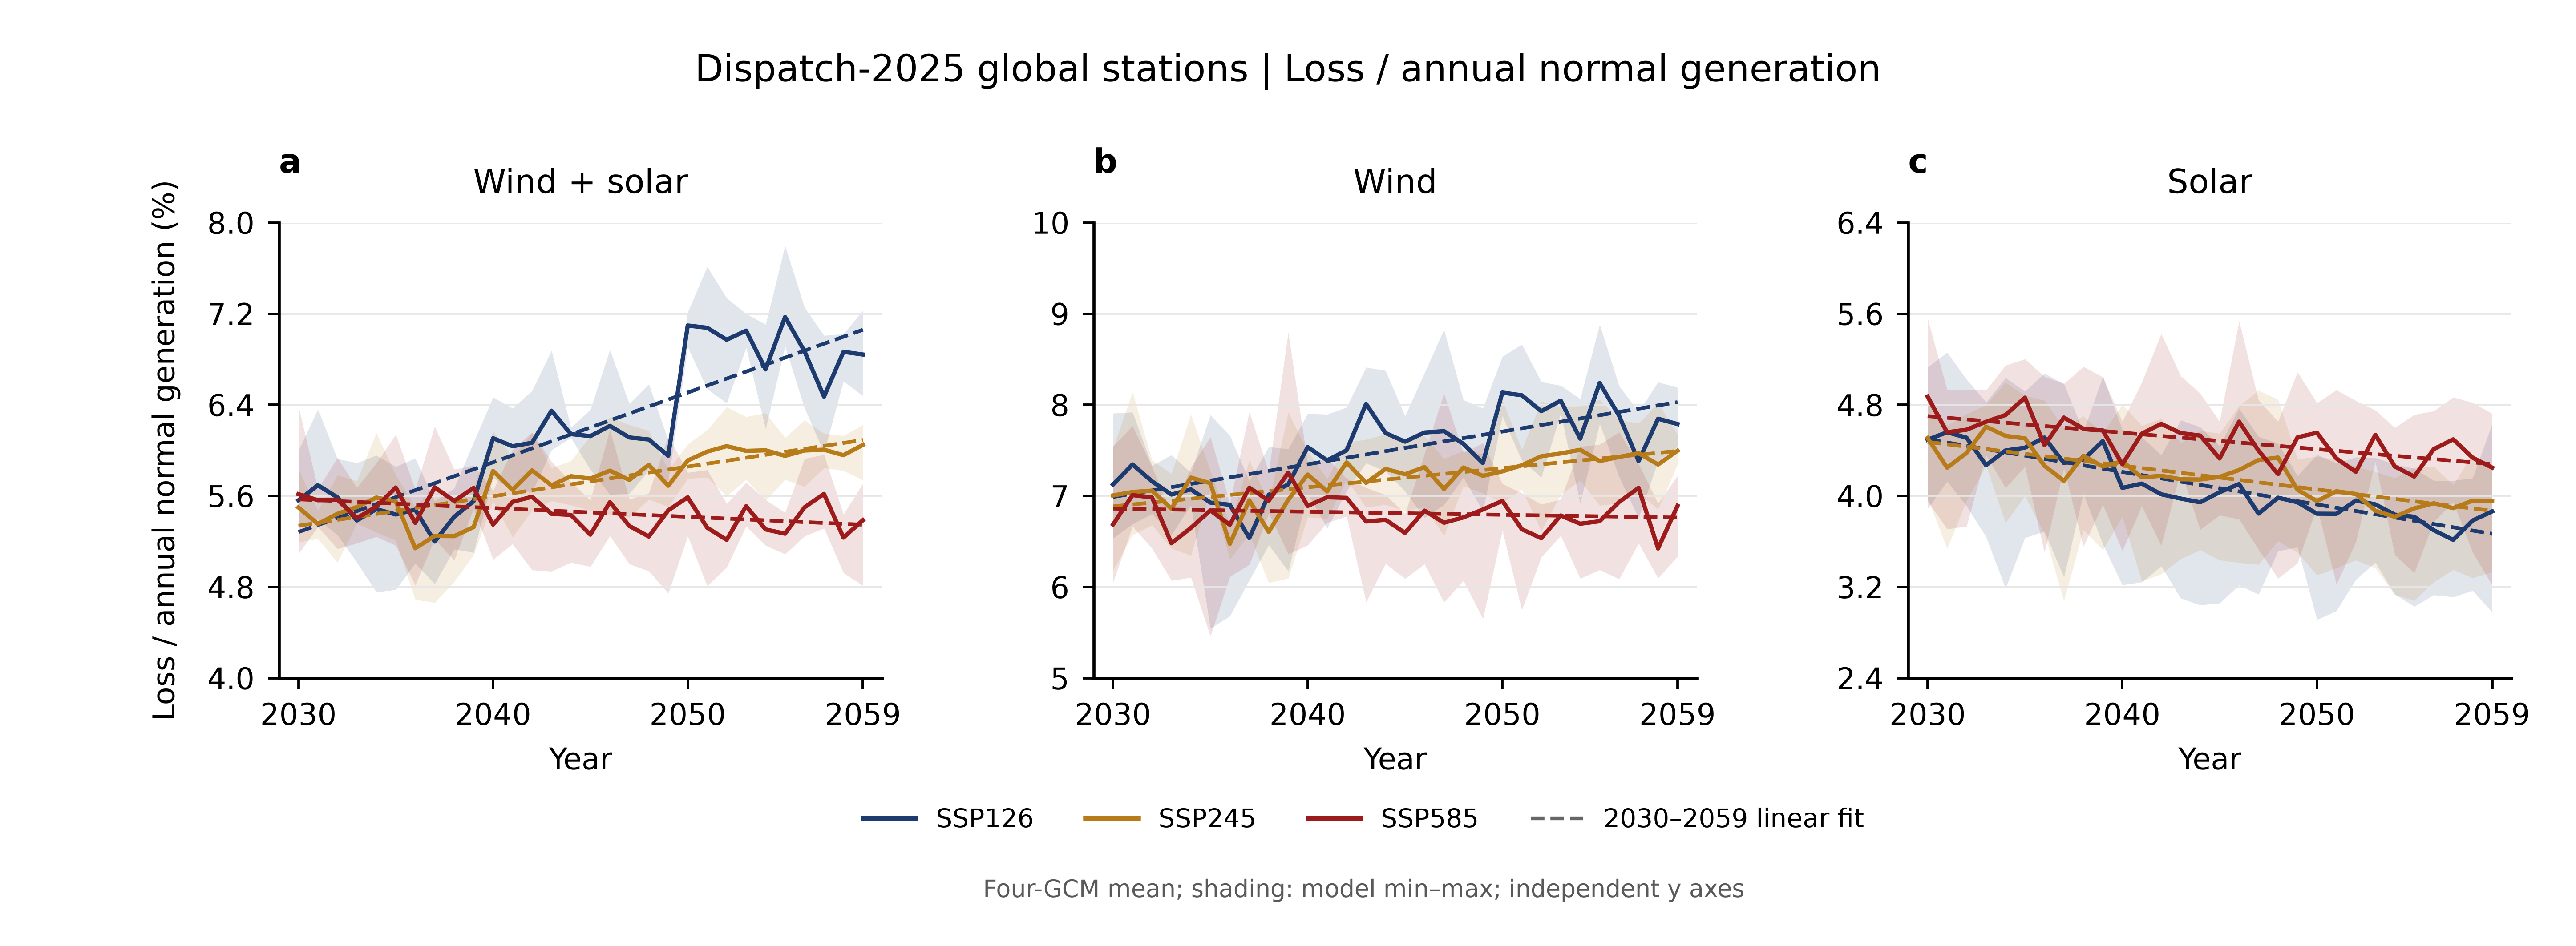 Dispatch-2025 global stations | Loss / annual normal generation
a
Wind + solar
Loss / annual normal generation (%)
8.0
7.2
6.4
5.6
4.8
4.0
2030
2040
2050
2059
Year
b
Wind
10
9
8
7
6
5
2030
2040
2050
2059
Year
c
Solar
6.4
5.6
4.8
4.0
3.2
2.4
2030
2040
2050
2059
Year
SSP126
SSP245
SSP585
2030–2059 linear fit
Four-GCM mean; shading: model min–max; independent y axes